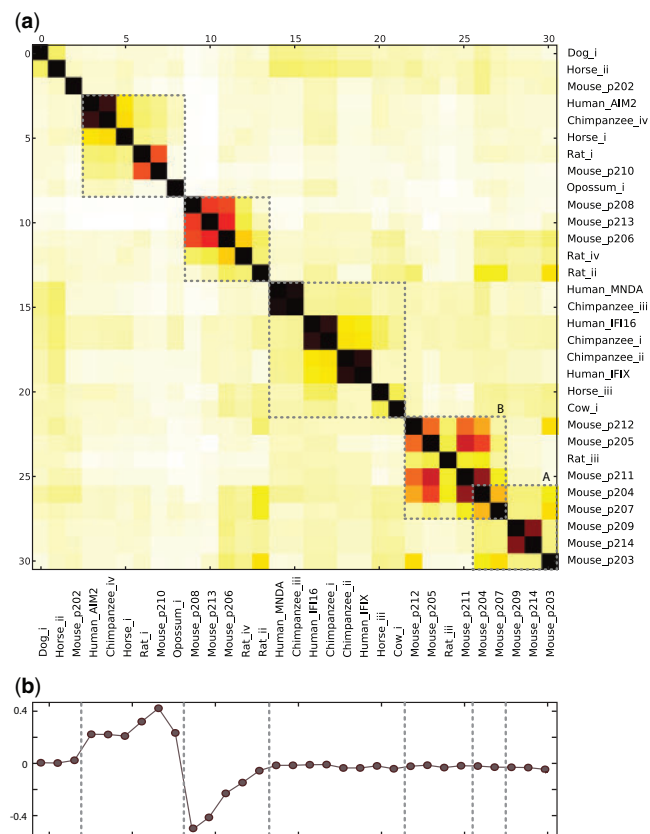 (a)
0 5 10 15 20 25 30
0
5
10
15
20
25
30
Dog_i
Horse_ii
Mouse_p202
Human_AIM2
Chimpanzee_iv
Horse_i
Rat_i
Mouse_p210
Opossum_i
Mouse_p208
Mouse_p213
Mouse_p206
Rat_iv
Rat_ii
Human_MNDA
Chimpanzee_iii
Human_IFI16
Chimpanzee_i
Chimpanzee_ii
Human_IFIX
Horse_iii
Cow_i
Mouse_p212
Mouse_p205
Rat_iii
Mouse_p211
Mouse_p204
Mouse_p207
Mouse_p209
Mouse_p214
Mouse_p203
B
A
Dog_i
Horse_ii
Mouse_p202
Human_AIM2
Chimpanzee_iv
Horse_i
Rat_i
Mouse_p210
Opossum_i
Mouse_p208
Mouse_p213
Mouse_p206
Rat_iv
Rat_ii
Human_MNDA
Chimpanzee_iii
Human_IFI16
Chimpanzee_i
Chimpanzee_ii
Human_IFIX
Horse_iii
Cow_i
Mouse_p212
Mouse_p205
Rat_iii
Mouse_p211
Mouse_p204
Mouse_p207
Mouse_p209
Mouse_p214
Mouse_p203
(b)
0.4
0
-0.4